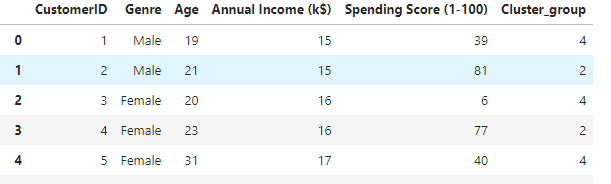 CustomerID Genre Age Annual Income (k$) Spending Score (1-100) Cluster_group
0 1 Male 19 15 39 4
1 2 Male 21 15 81 2
2 3 Female 20 16 6 4
3 4 Female 23 16 77 2
4 5 Female 31 17 40 4